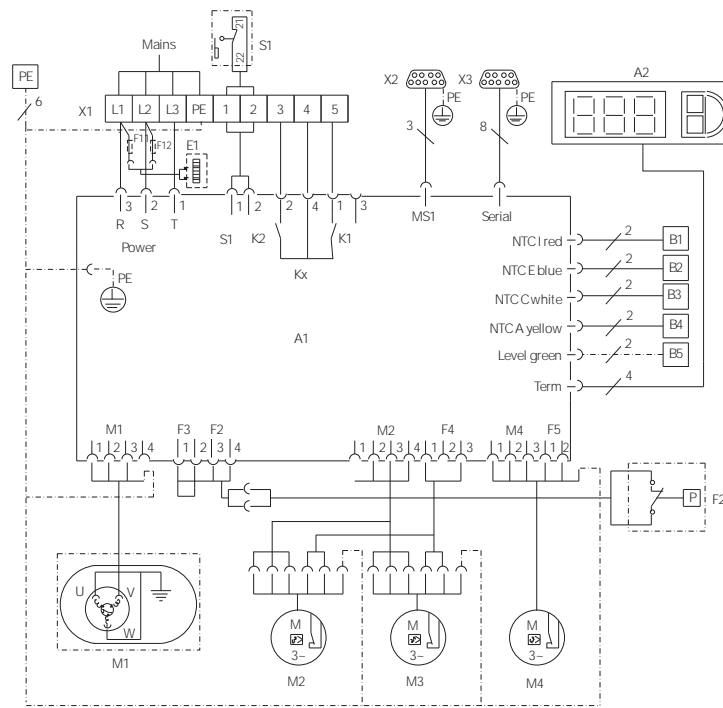 21
S1
22
Mains
PE
6
X1 L1 L2 L3 PE 1 2 3 4 5
F11 F12
E1
X2 X3
PE PE
3 8
A2
3 2 1 1 2 2 4 1 3
R S T
S1 K2 K1
MS1 Serial
Power
Kx
PE
A1
NTC I red 2 B1
NTC E blue 2 B2
NTC C white 2 B3
NTC A yellow 2 B4
Level green 2 B5
Term 4
M1 F3 F2 M2 F4 M4 F5
1 2 3 4 1 2 3 4 1 2 3 4 1 2 3 1 2 3 1 2
P F2
U V
W
M1
M
3~
M2
M
3~
M3
M
3~
M4